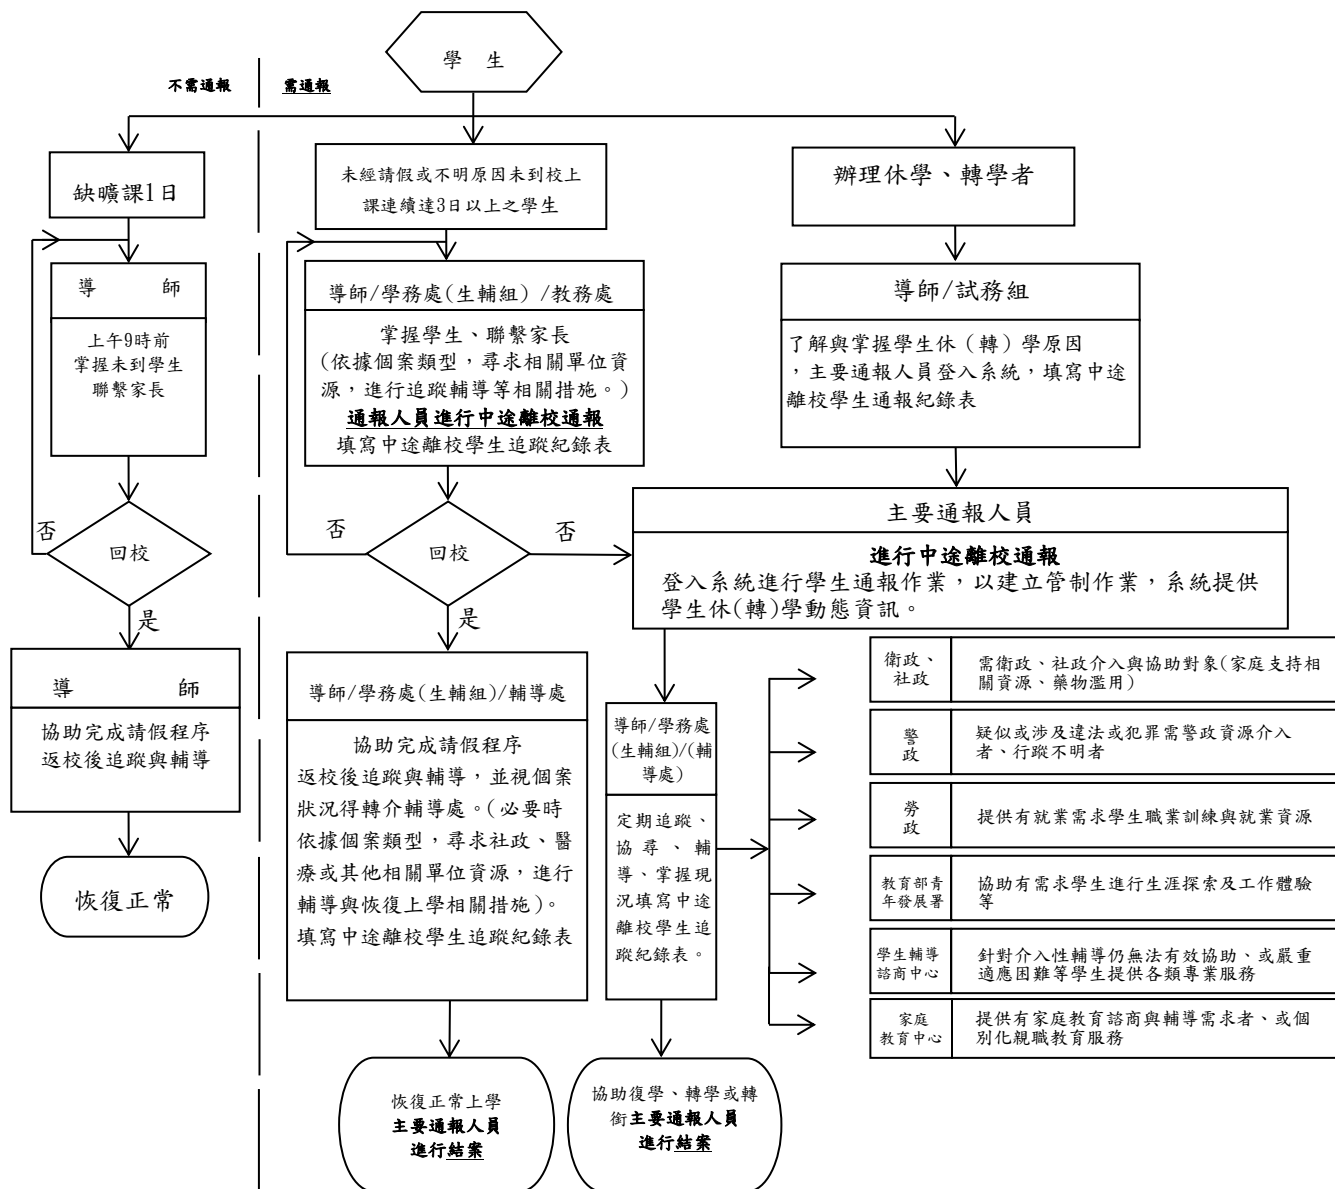 學 生
不需通報
需通報
缺曠課1日
未經請假或不明原因未到校上
課連續達3日以上之學生
辦理休學、轉學者
導 師
上午9時前
掌握未到學生
聯繫家長
導師/學務處(生輔組) /教務處
掌握學生、聯繫家長
(依據個案類型，尋求相關單位資
源，進行追蹤輔導等相關措施。)
通報人員進行中途離校通報
填寫中途離校學生追蹤紀錄表
導師/試務組
了解與掌握學生休（轉）學原因
，主要通報人員登入系統，填寫中途
離校學生通報紀錄表
否
回校
是
否
回校
否
是
主要通報人員
進行中途離校通報
登入系統進行學生通報作業，以建立管制作業，系統提供
學生休(轉)學動態資訊。
導 師
協助完成請假程序
返校後追蹤與輔導
恢復正常
導師/學務處(生輔組)/輔導處
協助完成請假程序
返校後追蹤與輔導，並視個案
狀況得轉介輔導處。(必要時
依據個案類型，尋求社政、醫
療或其他相關單位資源，進行
輔導與恢復上學相關措施)。
填寫中途離校學生追蹤紀錄表
導師/學務處
(生輔組)/(輔
導處)
定期追蹤、
協尋、輔
導、掌握現
況填寫中途
離校學生追
蹤紀錄表。
衛政、
社政
需衛政、社政介入與協助對象(家庭支持相
關資源、藥物濫用)
警
政
疑似或涉及違法或犯罪需警政資源介入
者、行蹤不明者
勞
政
提供有就業需求學生職業訓練與就業資源
教育部青
年發展署
協助有需求學生進行生涯探索及工作體驗
等
學生輔導
諮商中心
針對介入性輔導仍無法有效協助、或嚴重
適應困難等學生提供各類專業服務
家庭
教育中心
提供有家庭教育諮商與輔導需求者、或個
別化親職教育服務
恢復正常上學
主要通報人員
進行結案
協助復學、轉學或轉
銜主要通報人員
進行結案